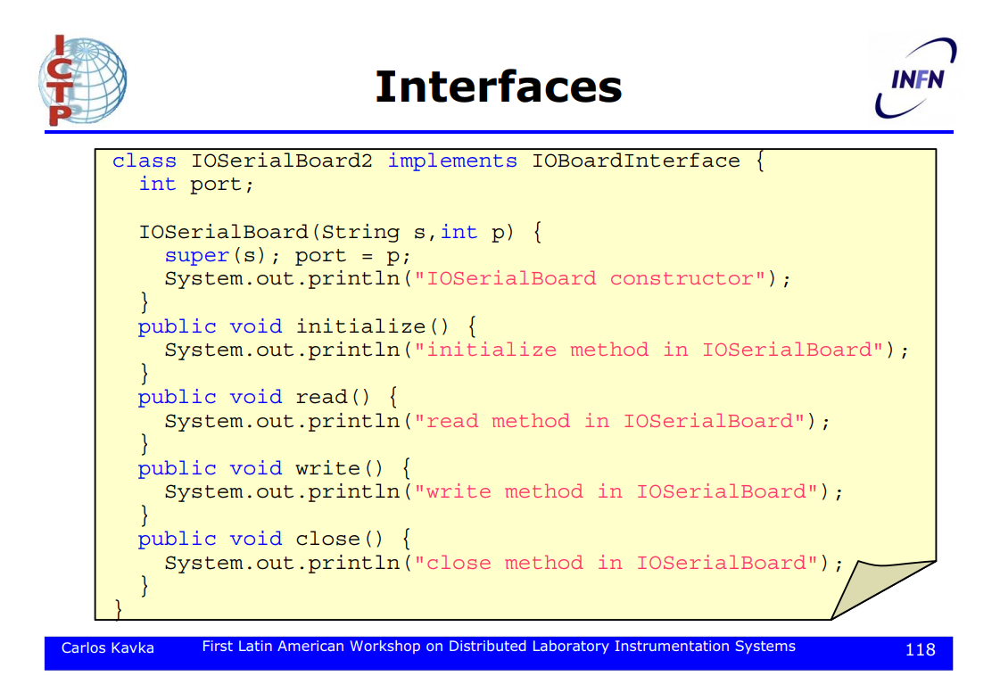 ICTP
INFN
Interfaces
class IOSerialBoard2 implements IOBoardInterface {
  int port;

  IOSerialBoard(String s,int p) {
    super(s); port = p;
    System.out.println("IOSerialBoard constructor");
  }
  public void initialize() {
    System.out.println("initialize method in IOSerialBoard");
  }
  public void read() {
    System.out.println("read method in IOSerialBoard");
  }
  public void write() {
    System.out.println("write method in IOSerialBoard");
  }
  public void close() {
    System.out.println("close method in IOSerialBoard");
  }
}
Carlos Kavka
First Latin American Workshop on Distributed Laboratory Instrumentation Systems
118